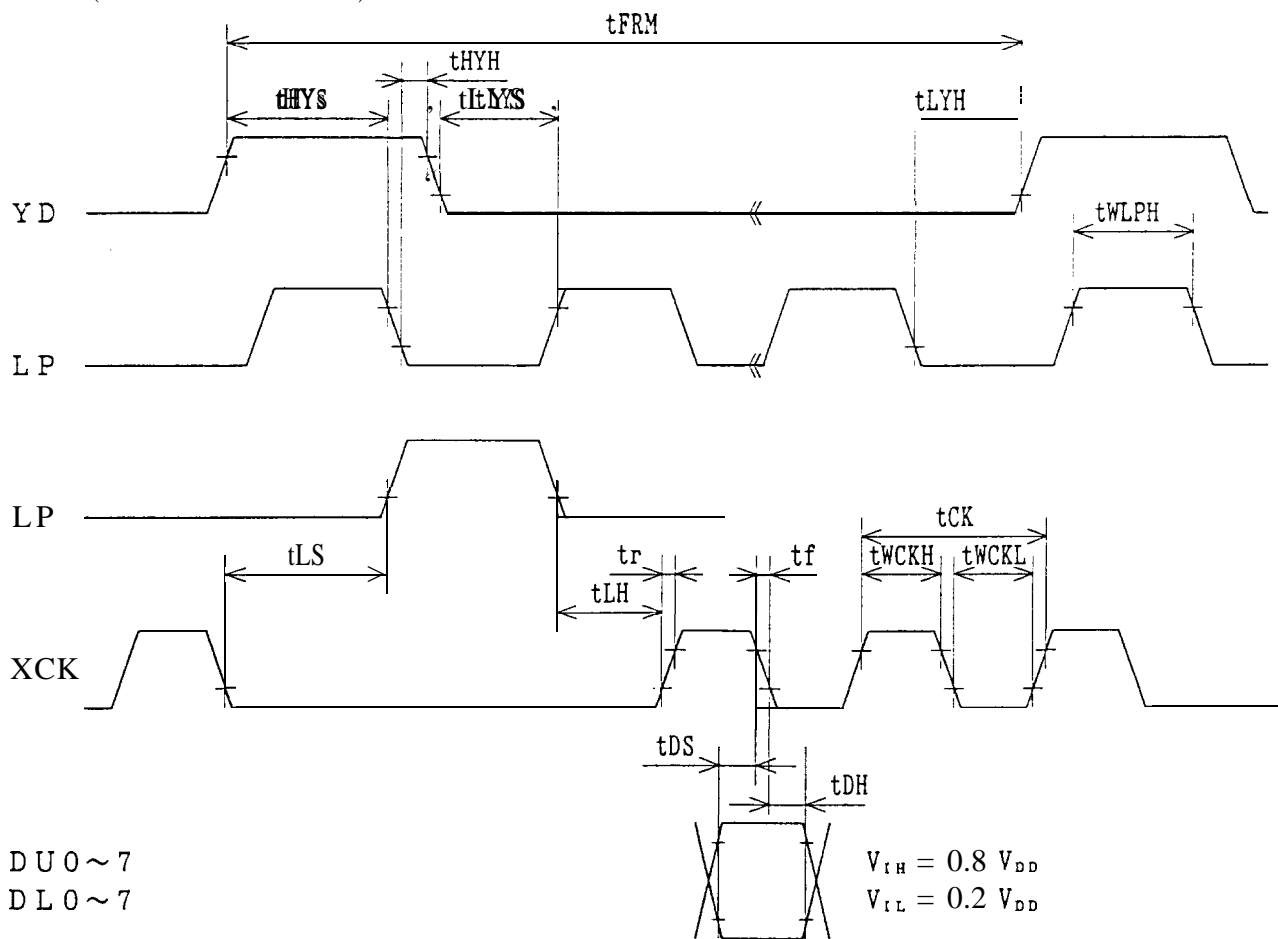 tFRM
tHYH
tHYs
tLYH
YD
tWLPH
LP
LP
tCK
tLS
tr
tf
tWCKH
tWCKL
tLH
XCK
tDS
tDH
DU0~7
VIH = 0.8 VDD
DL0~7
VIL = 0.2 VDD